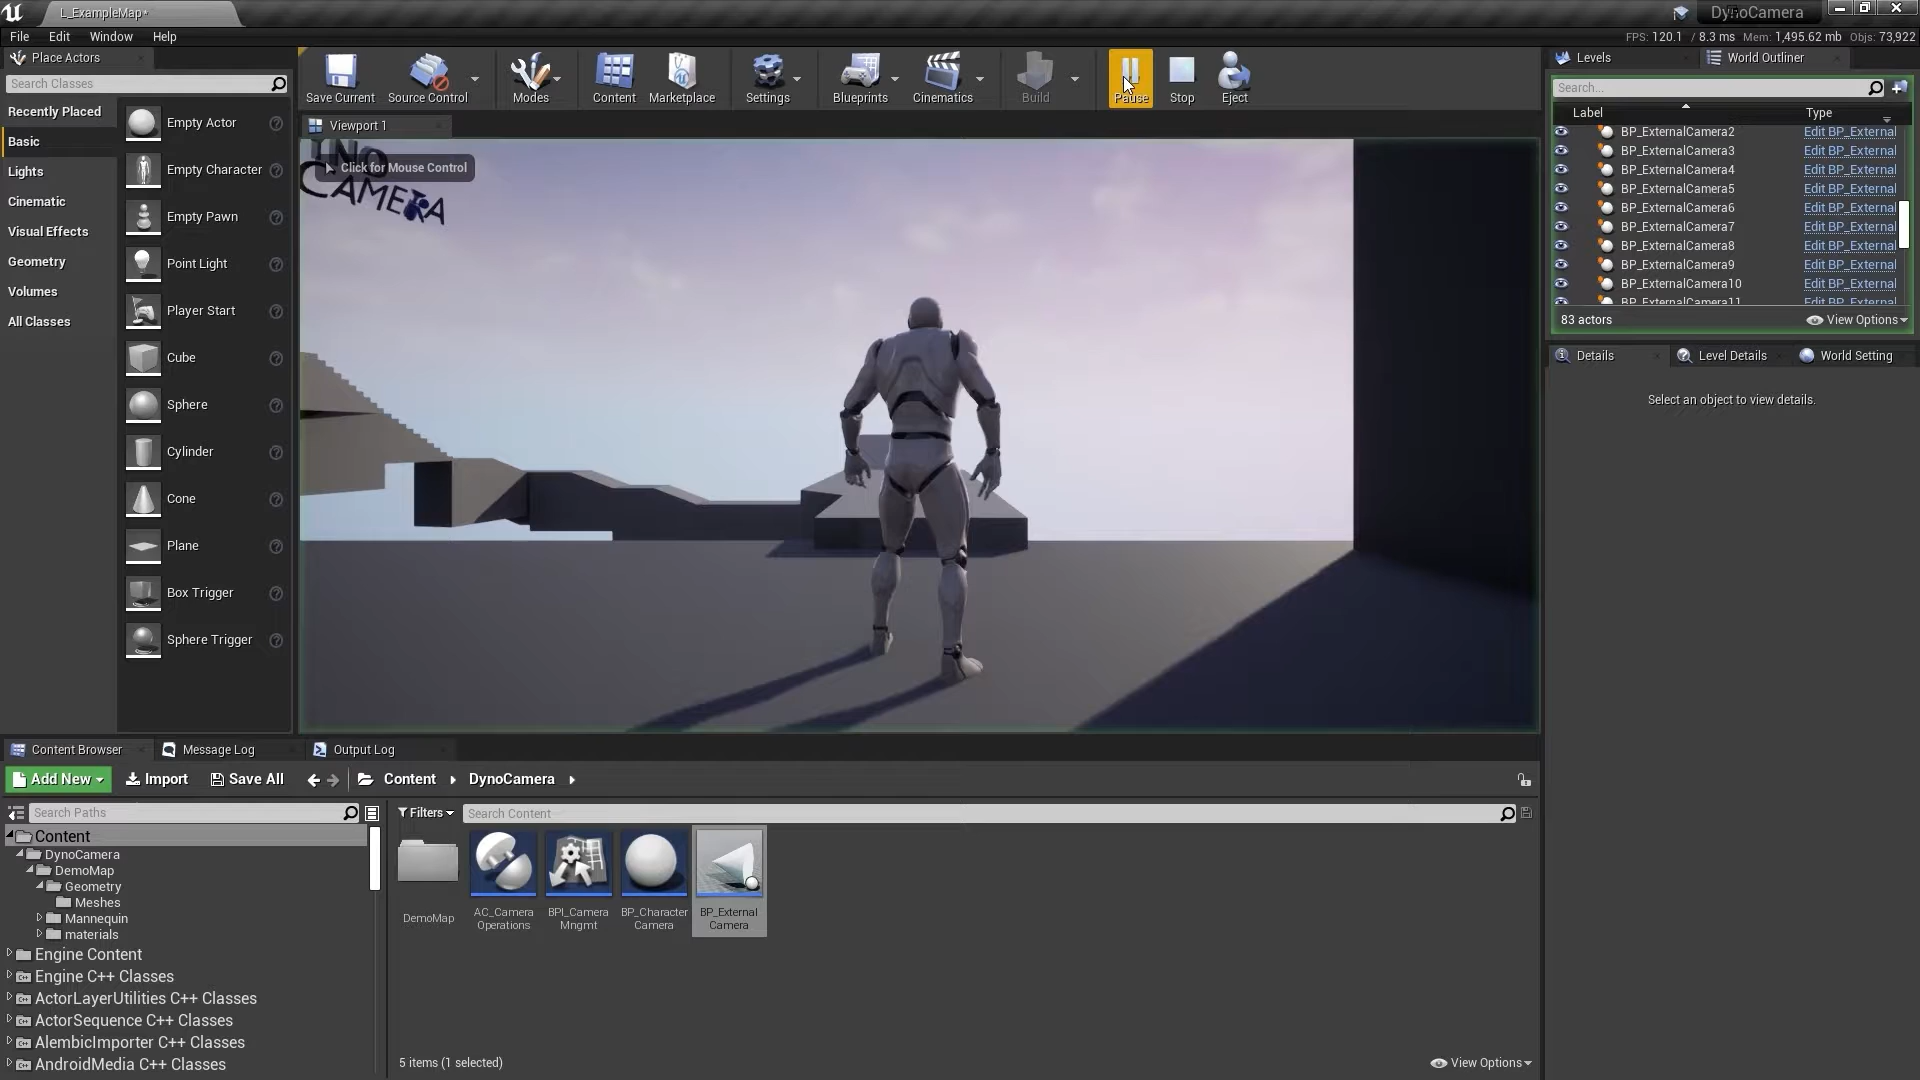 L_ExampleMap*
DynoCamera
File Edit Window Help
FPS: 120.1 / 8.3 ms Mem: 1,495.62 mb Objs: 73,922
Place Actors
Search Classes
Recently Placed
Basic
Lights
Cinematic
Visual Effects
Geometry
Volumes
All Classes
Empty Actor
Empty Character
Empty Pawn
Point Light
Player Start
Cube
Sphere
Cylinder
Cone
Plane
Box Trigger
Sphere Trigger
Save Current
Source Control
Modes
Content
Marketplace
Settings
Blueprints
Cinematics
Build
Pause
Stop
Eject
Viewport 1
Click for Mouse Control
CAMERA
Levels
World Outliner
Search...
Label Type
BP_ExternalCamera2 Edit BP_External
BP_ExternalCamera3 Edit BP_External
BP_ExternalCamera4 Edit BP_External
BP_ExternalCamera5 Edit BP_External
BP_ExternalCamera6 Edit BP_External
BP_ExternalCamera7 Edit BP_External
BP_ExternalCamera8 Edit BP_External
BP_ExternalCamera9 Edit BP_External
BP_ExternalCamera10 Edit BP_External
BP_ExternalCamera11 Edit BP_External
83 actors
View Options
Details
Level Details
World Setting
Select an object to view details.
Content Browser
Message Log
Output Log
Add New
Import
Save All
Content
DynoCamera
Search Paths
Filters
Search Content
Content
DynoCamera
DemoMap
Geometry
Meshes
Mannequin
materials
Engine Content
Engine C++ Classes
ActorLayerUtilities C++ Classes
ActorSequence C++ Classes
AlembicImporter C++ Classes
AndroidMedia C++ Classes
DemoMap
AC_Camera
Operations
BPI_Camera
Mngmt
BP_Character
Camera
BP_External
Camera
5 items (1 selected)
View Options